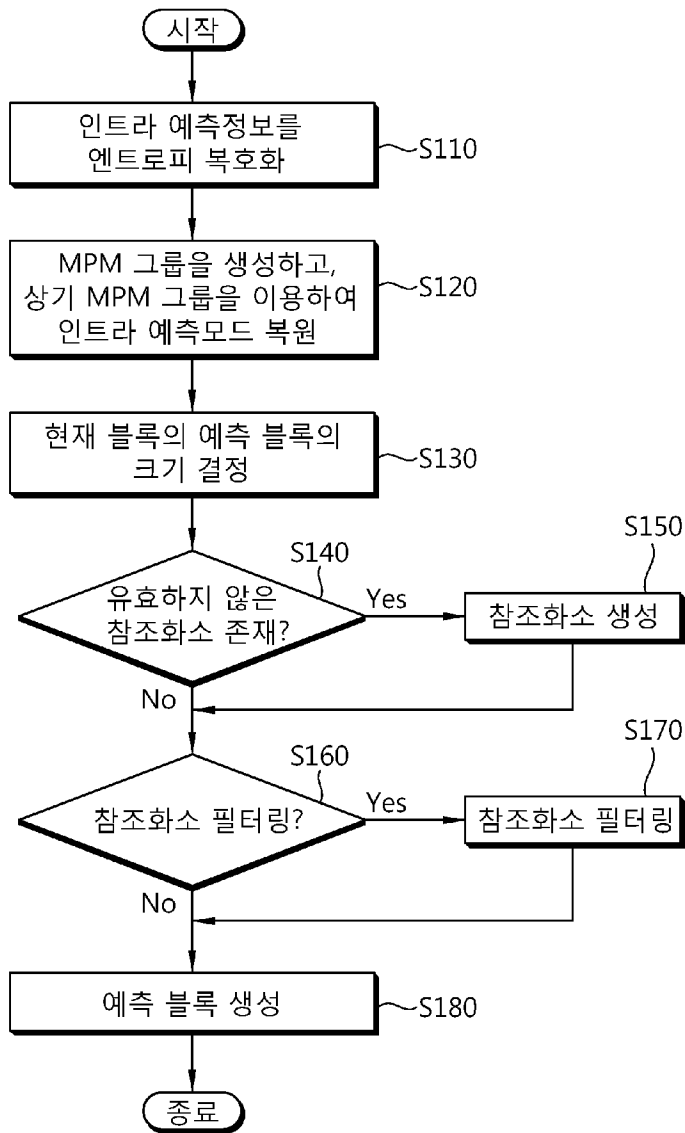 시작
인트라 예측정보를
엔트로피 복호화
S110
MPM 그룹을 생성하고,
상기 MPM 그룹을 이용하여
인트라 예측모드 복원
S120
현재 블록의 예측 블록의
크기 결정
S130
S140
유효하지 않은
참조화소 존재?
Yes
S150
참조화소 생성
No
S160
참조화소 필터링?
Yes
S170
참조화소 필터링
No
예측 블록 생성
S180
종료